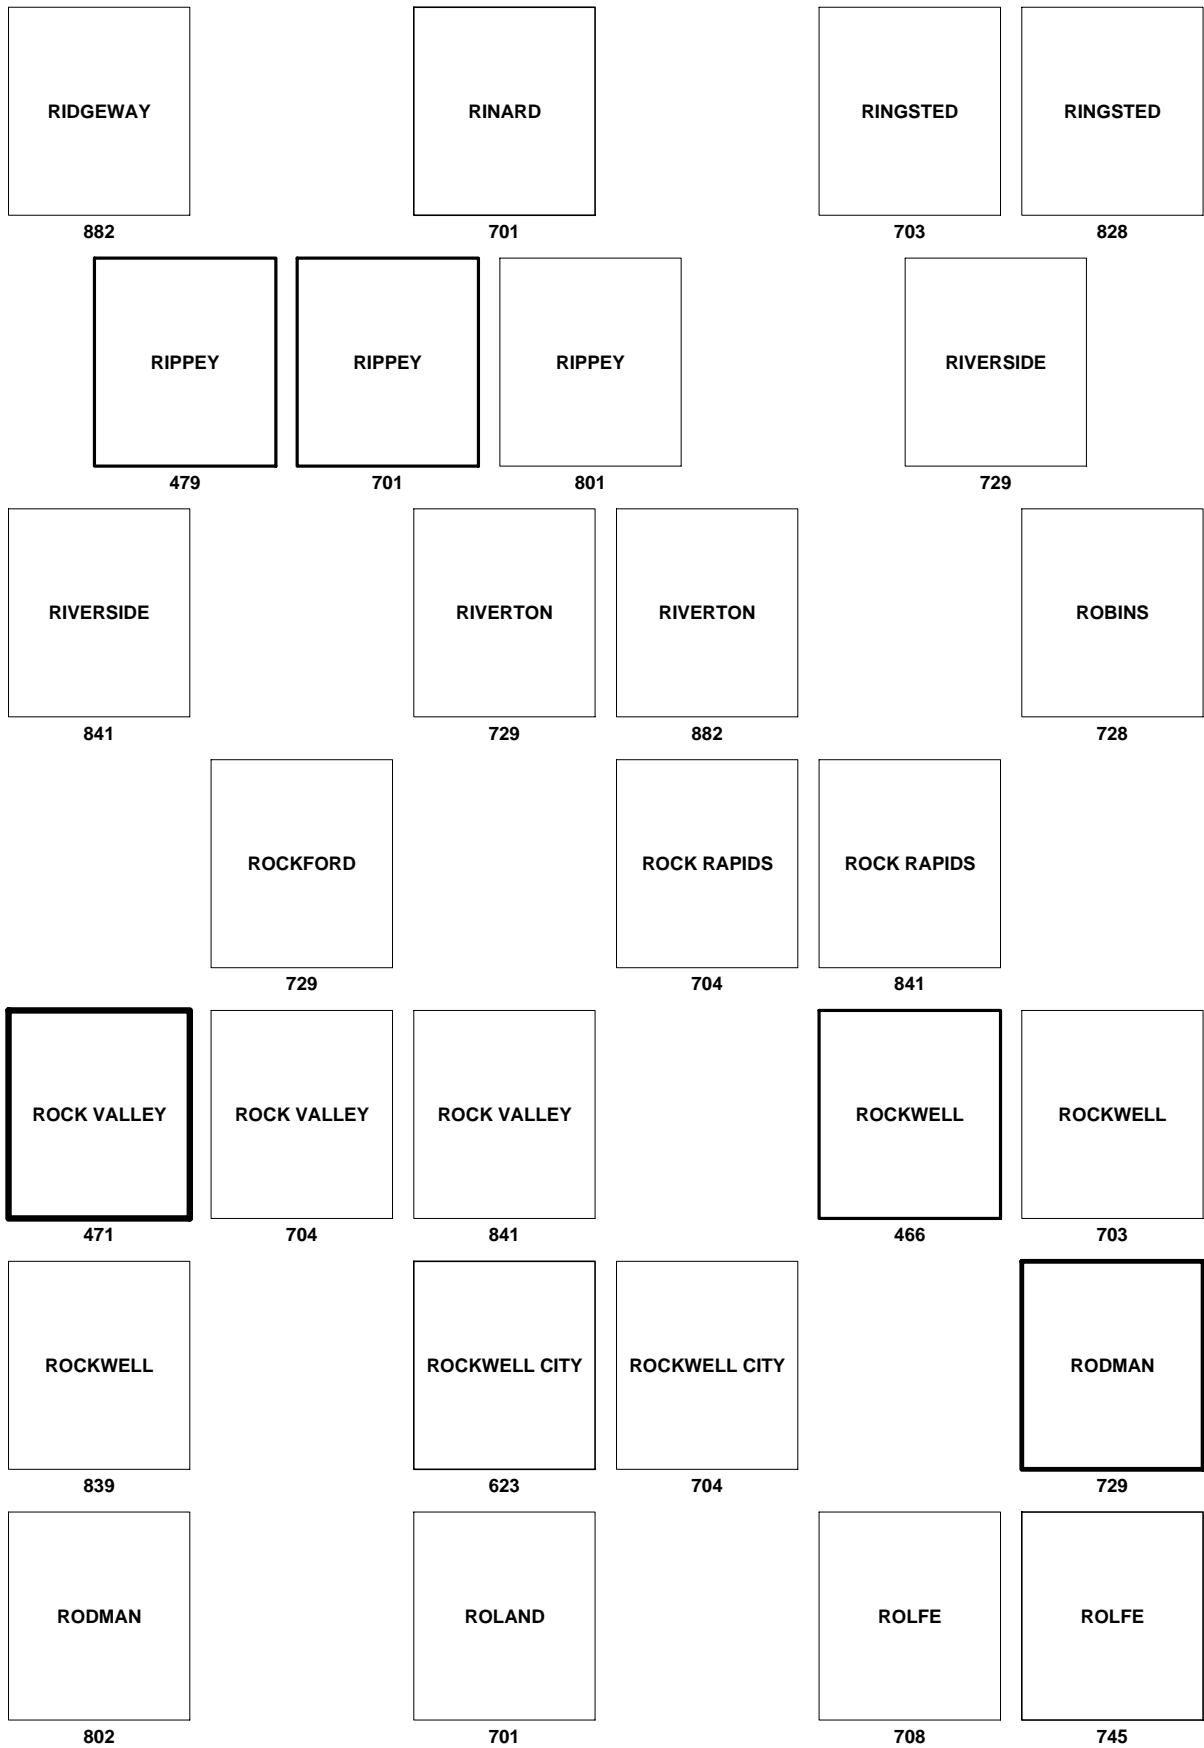 RIDGEWAY RINARD RINGSTED RINGSTED
882 701 703 828
RIPPEY RIPPEY RIPPEY RIVERSIDE
479 701 801 729
RIVERSIDE RIVERTON RIVERTON ROBINS
841 729 882 728
ROCKFORD ROCK RAPIDS ROCK RAPIDS
729 704 841
ROCK VALLEY ROCK VALLEY ROCK VALLEY ROCKWELL ROCKWELL
471 704 841 466 703
ROCKWELL ROCKWELL CITY ROCKWELL CITY RODMAN
839 623 704 729
RODMAN ROLAND ROLFE ROLFE
802 701 708 745